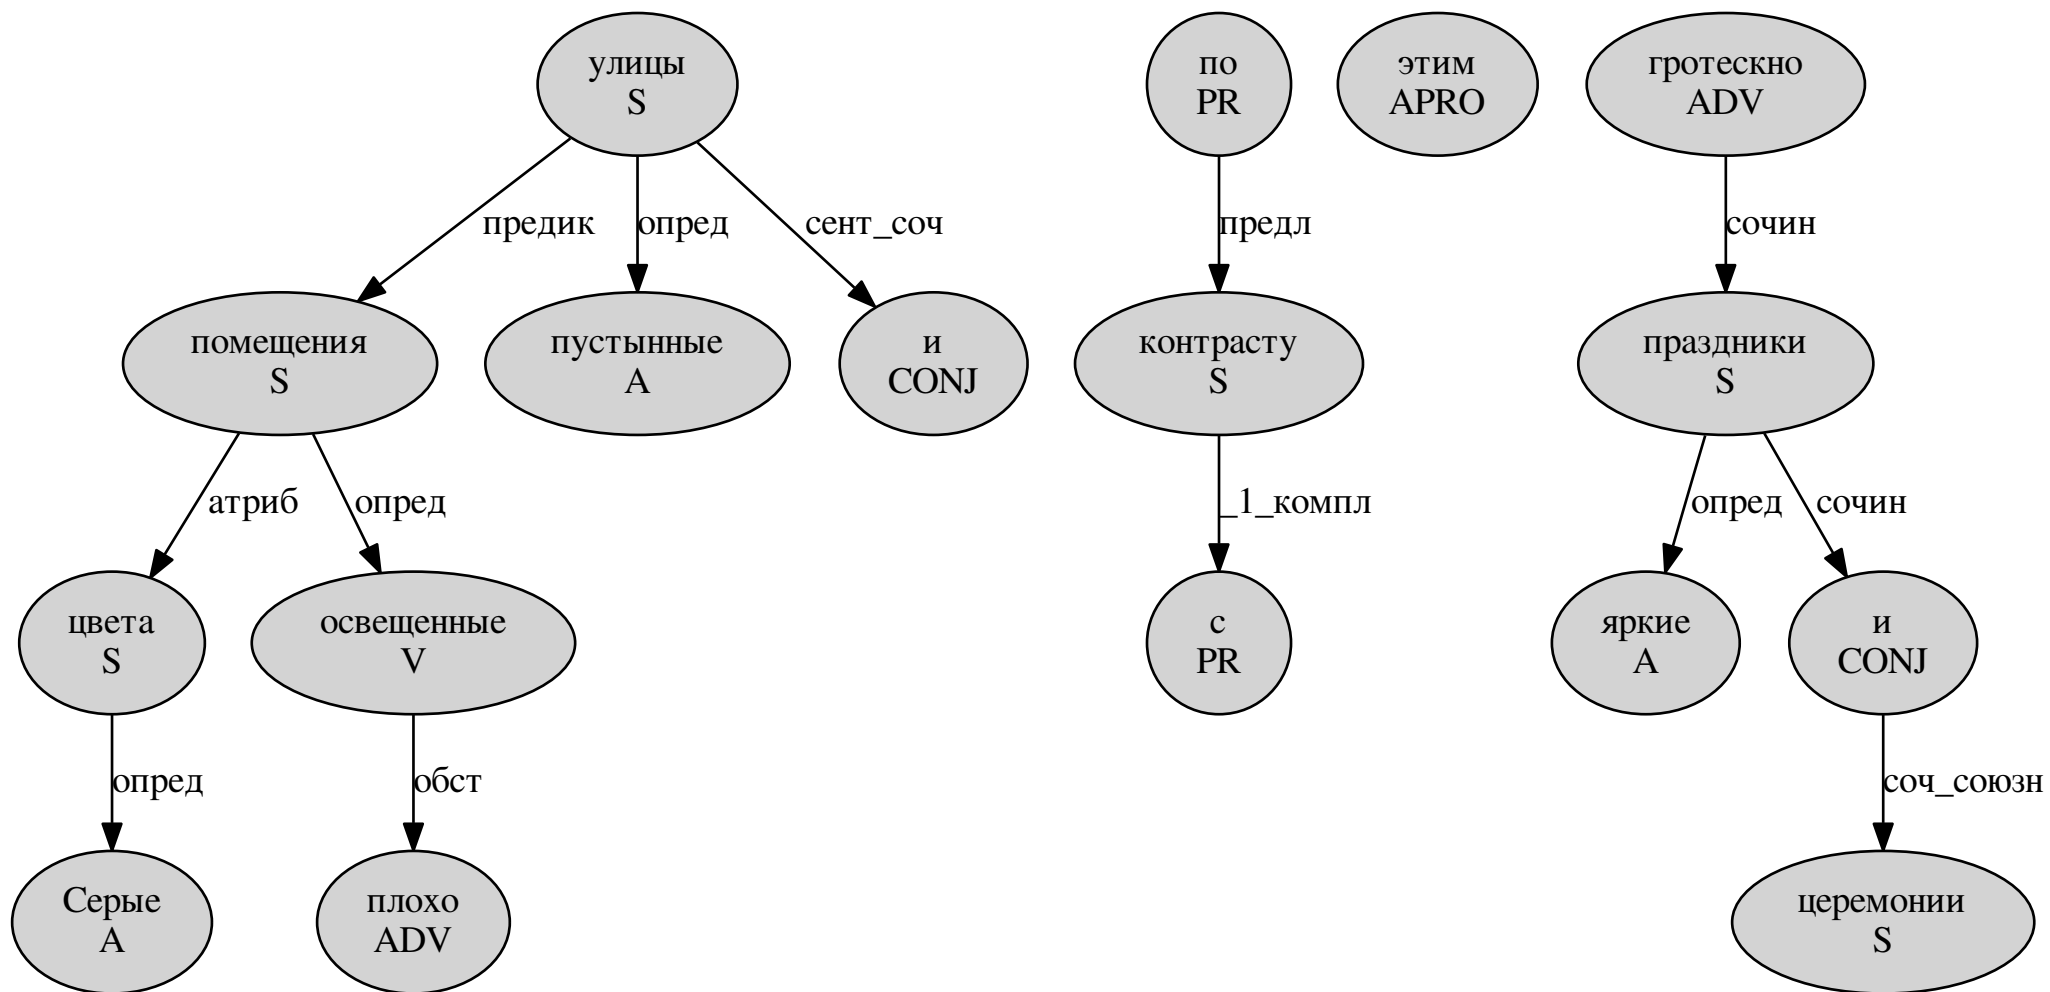 улицы
S
по
PR
этим
APRO
гротескно
ADV
предик
опред
сент_соч
предл
сочин
помещения
S
пустынные
A
и
CONJ
контрасту
S
праздники
S
атриб
опред
_1_компл
опред
сочин
цвета
S
освещенные
V
с
PR
яркие
A
и
CONJ
опред
обст
соч_союзн
Серые
A
плохо
ADV
церемонии
S